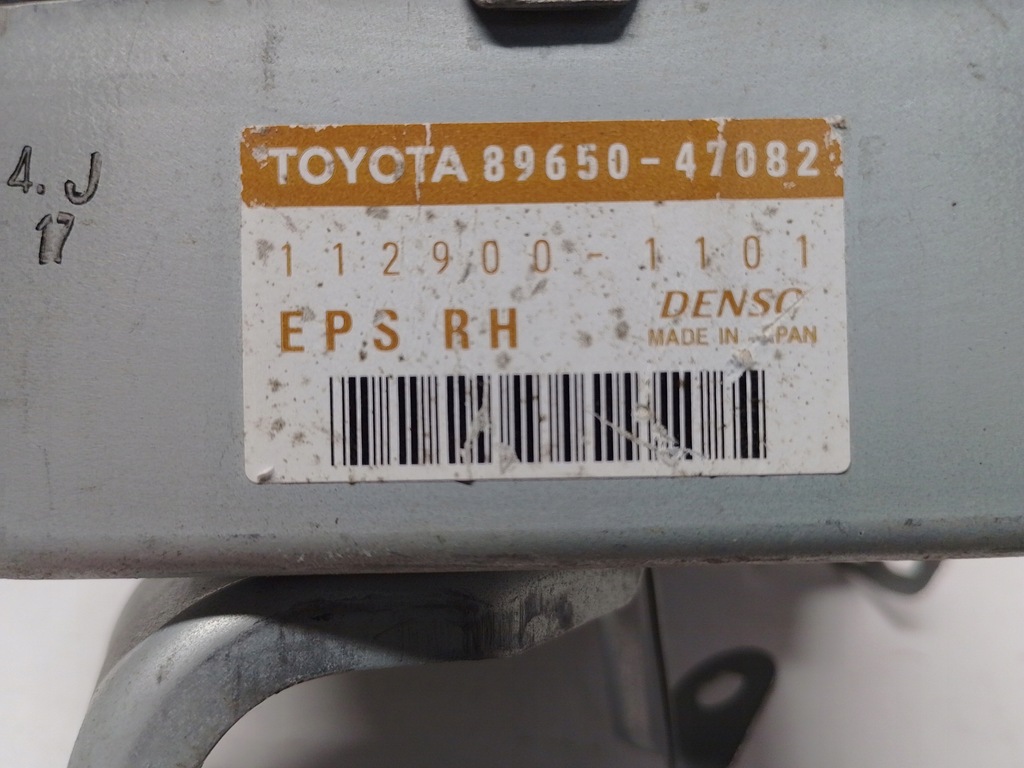 4. J
17
TOYOTA 89650-47082
112900-1101
EPS RH
DENSO
MADE IN JAPAN